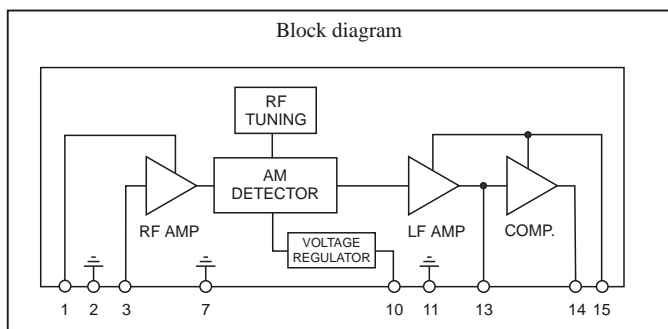 Block diagram
RF
TUNING
AM
DETECTOR
RF AMP
LF AMP
COMP.
VOLTAGE
REGULATOR
1 2 3 7 10 11 13 14 15